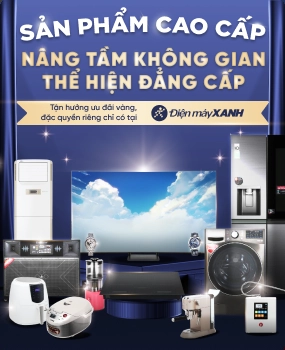 SẢN PHẨM CAO CẤP
NÂNG TẦM KHÔNG GIAN
THỂ HIỆN ĐẲNG CẤP
Tận hưởng ưu đãi vàng,
đặc quyền riêng chỉ có tại
Điện máy XANH